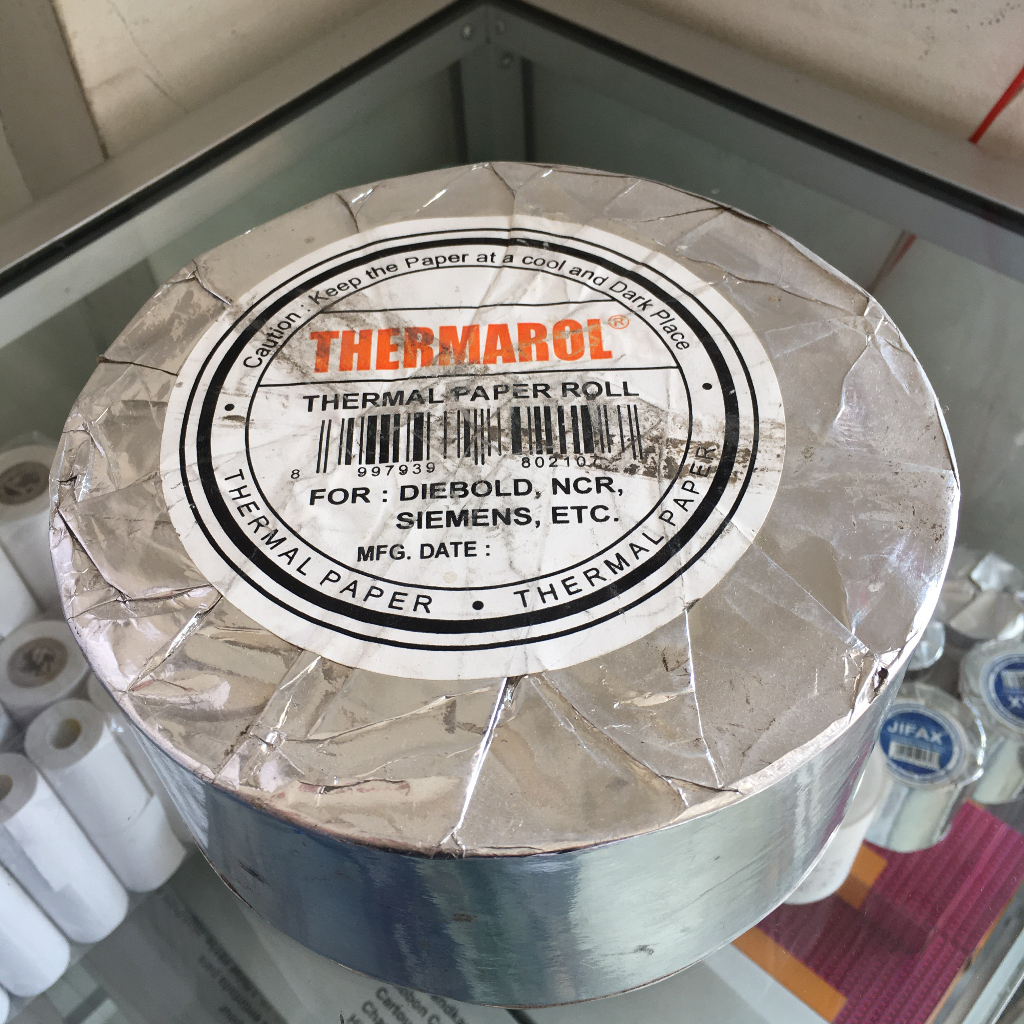 Caution : Keep the Paper at a cool and Dark Place
THERMAROL®
THERMAL PAPER ROLL
8 997939 802107
FOR : DIEBOLD, NCR,
SIEMENS, ETC.
MFG. DATE :
THERMAL PAPER • THERMAL PAPER
JIFAX